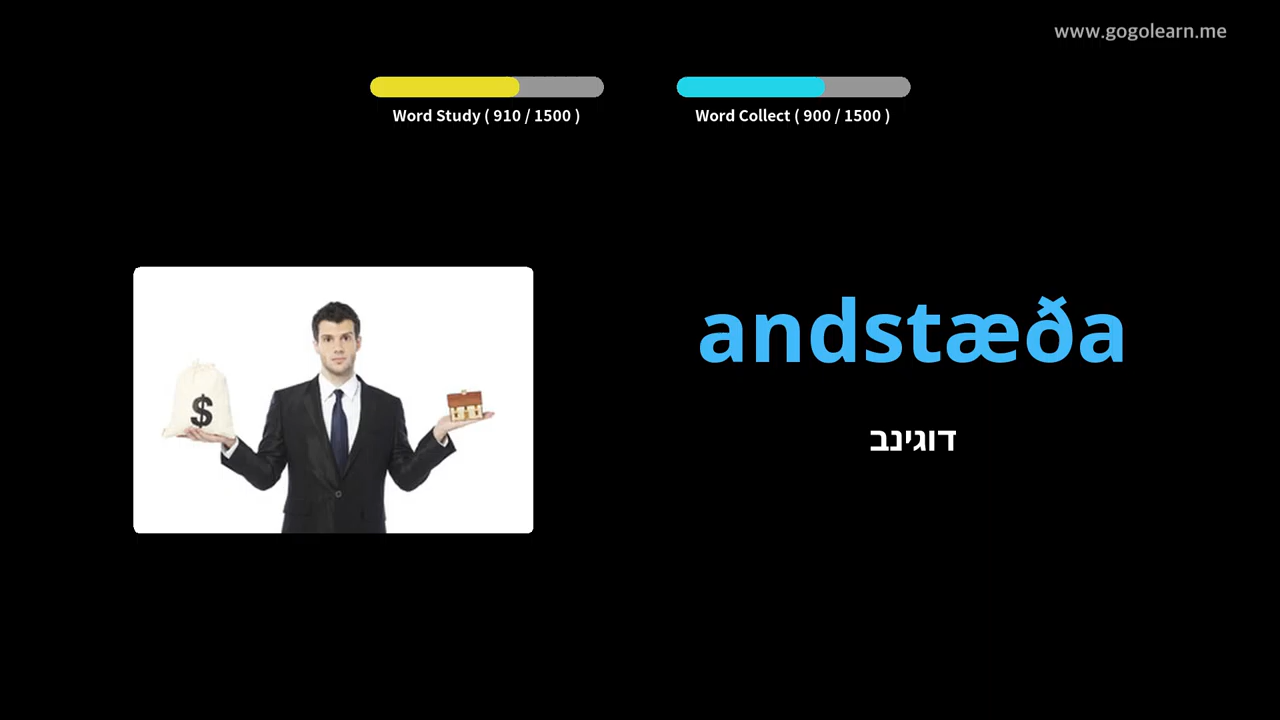 www.gogolearn.me
Word Study ( 910 / 1500 )
Word Collect ( 900 / 1500 )
andstæða
דוגינב
$